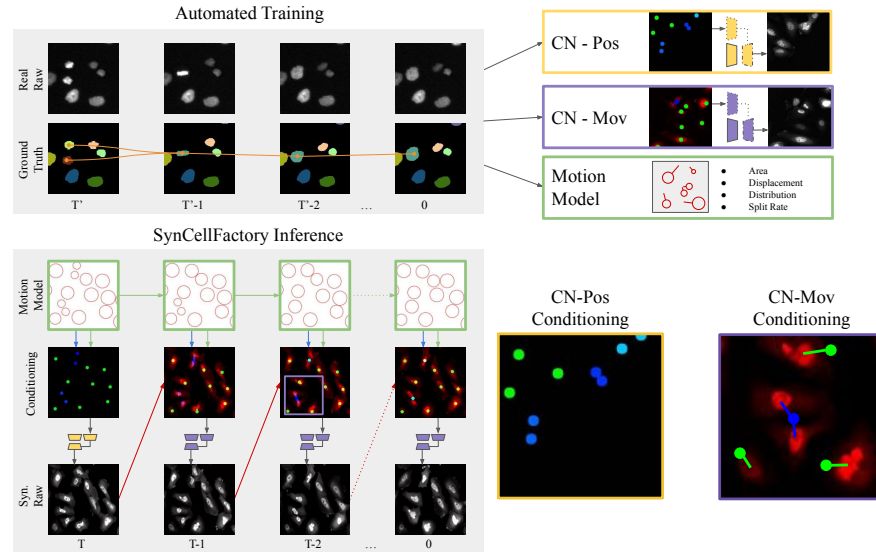 Automated Training
Real
Raw
Ground
Truth
T'
T'-1
T'-2
...
0
CN - Pos
CN - Mov
Motion
Model
• Area
• Displacement
• Distribution
• Split Rate
SynCellFactory Inference
Motion
Model
Conditioning
Syn.
Raw
T
T-1
T-2
...
0
CN-Pos
Conditioning
CN-Mov
Conditioning